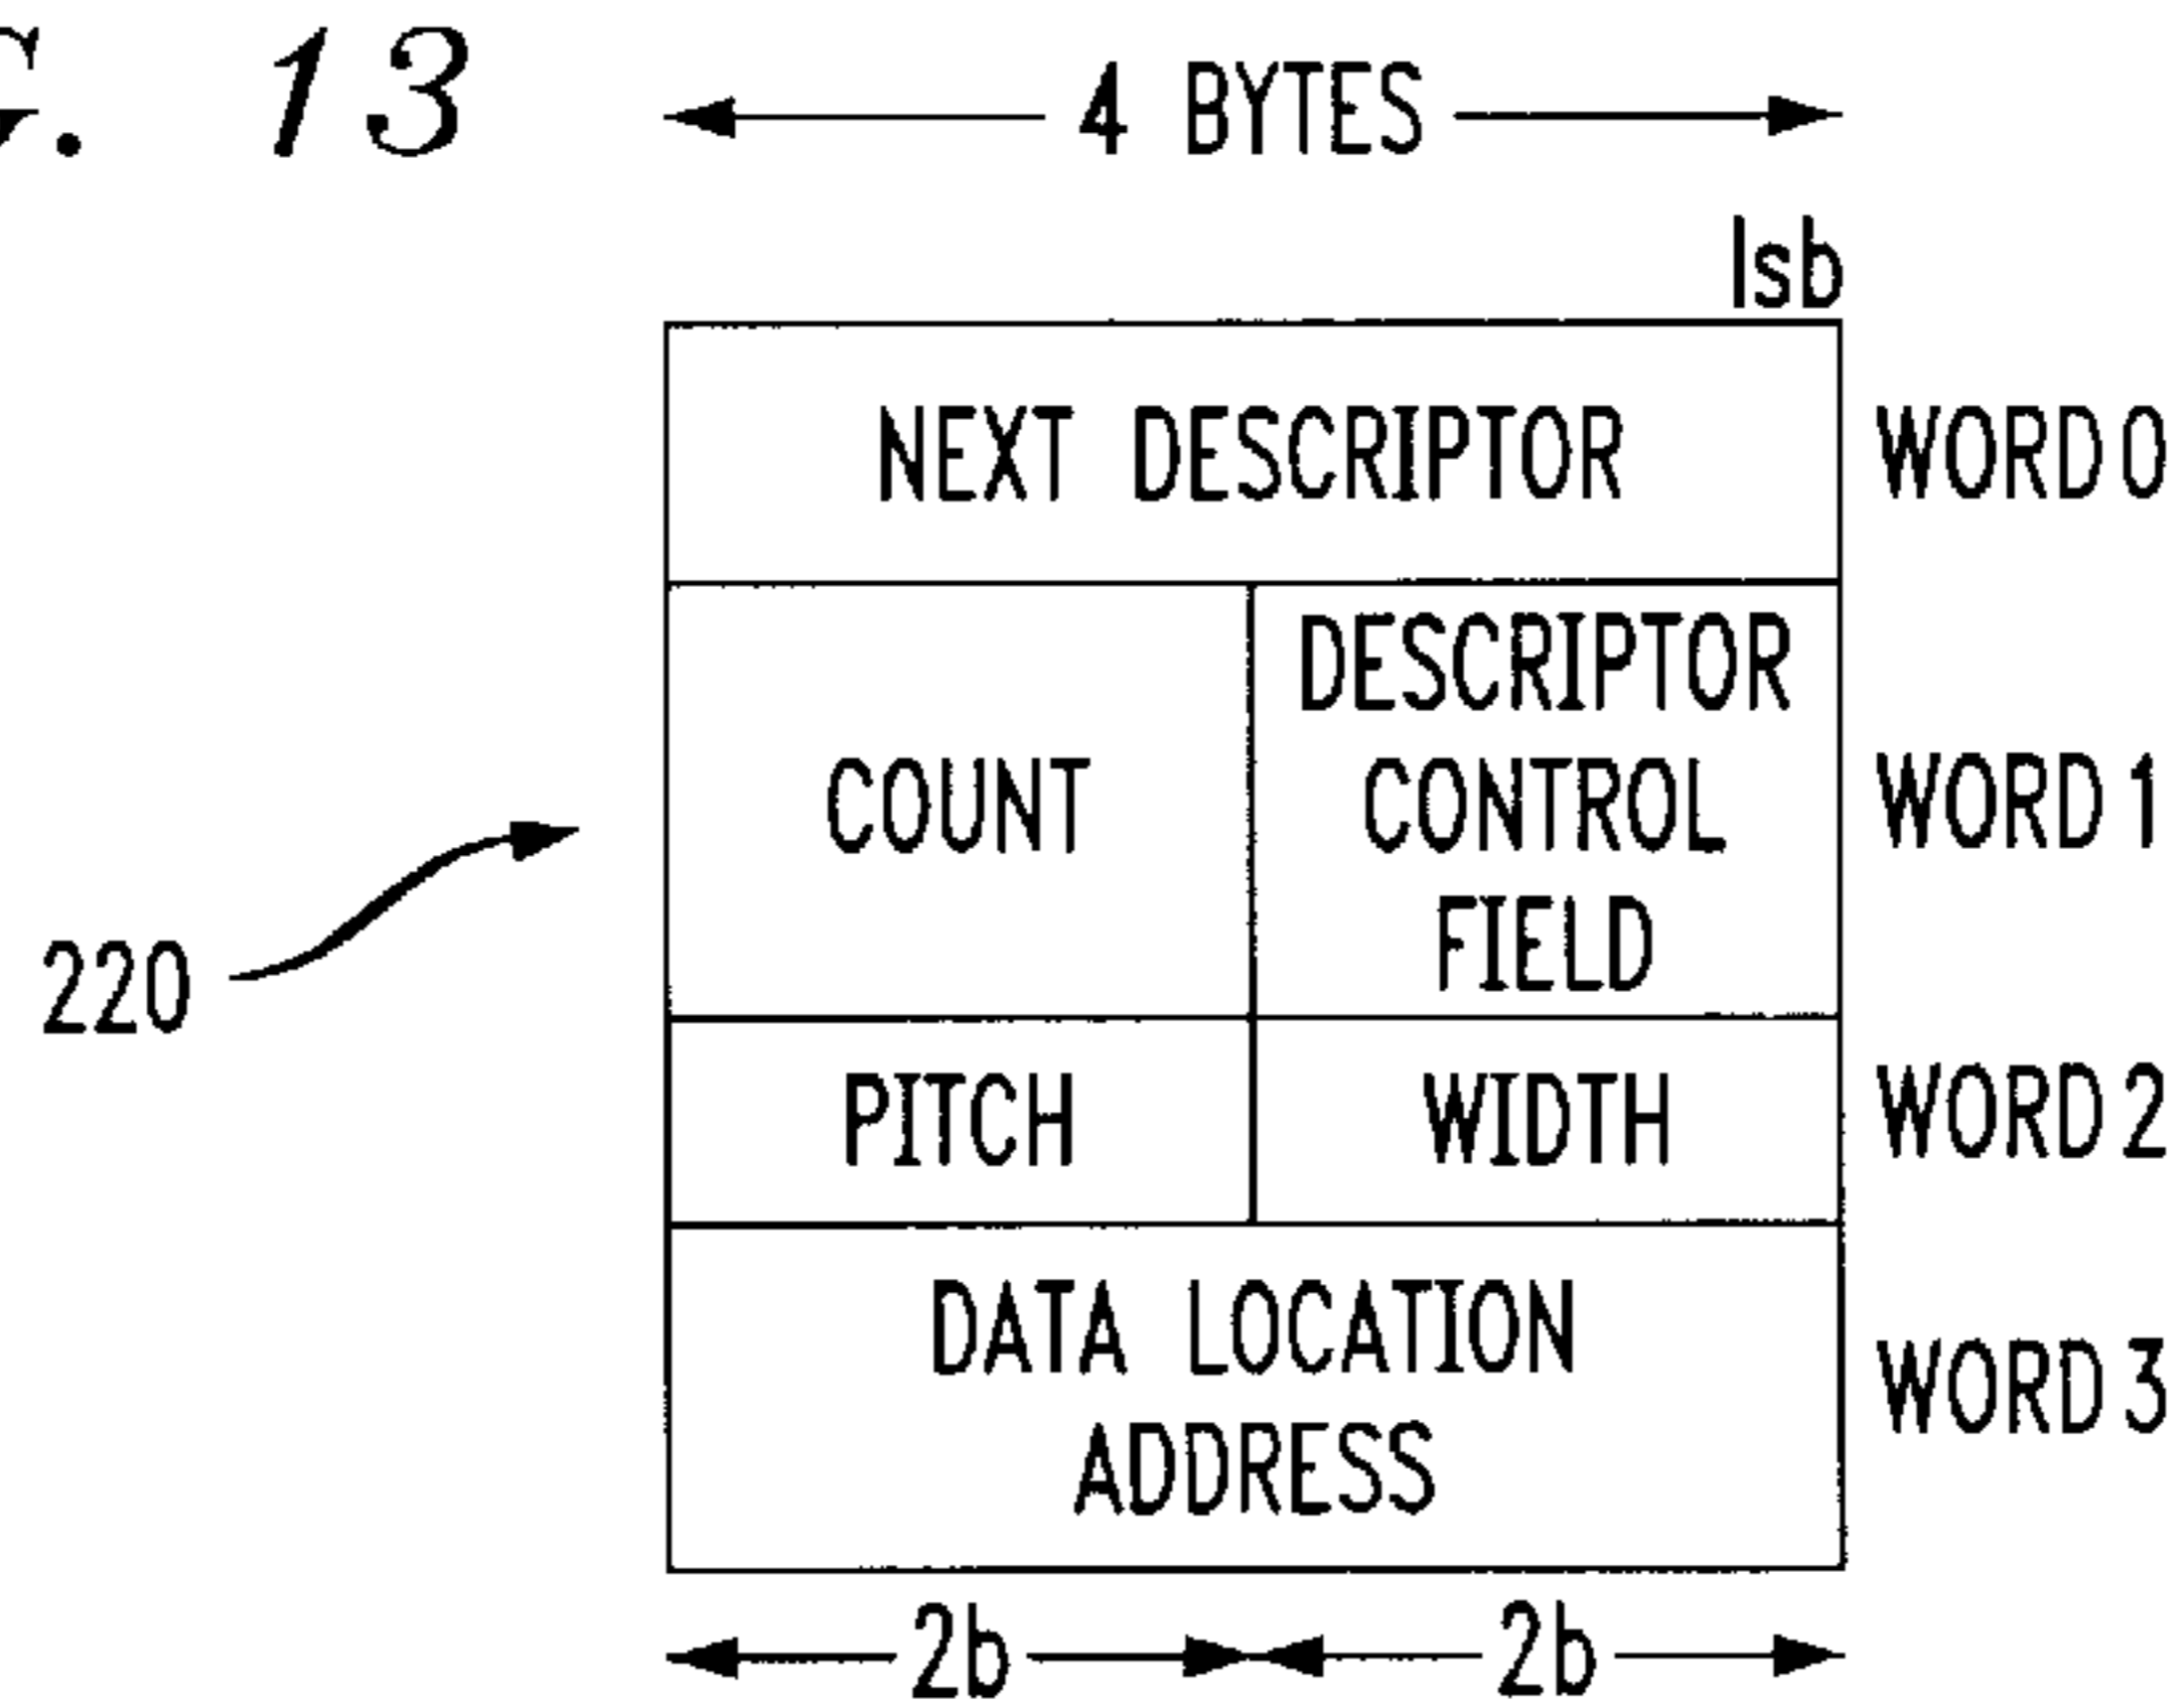 G. 13
4 BYTES
lsb
NEXT DESCRIPTOR WORD 0
DESCRIPTOR
COUNT CONTROL WORD 1
FIELD
220
PITCH WIDTH WORD 2
DATA LOCATION
ADDRESS WORD 3
2b 2b